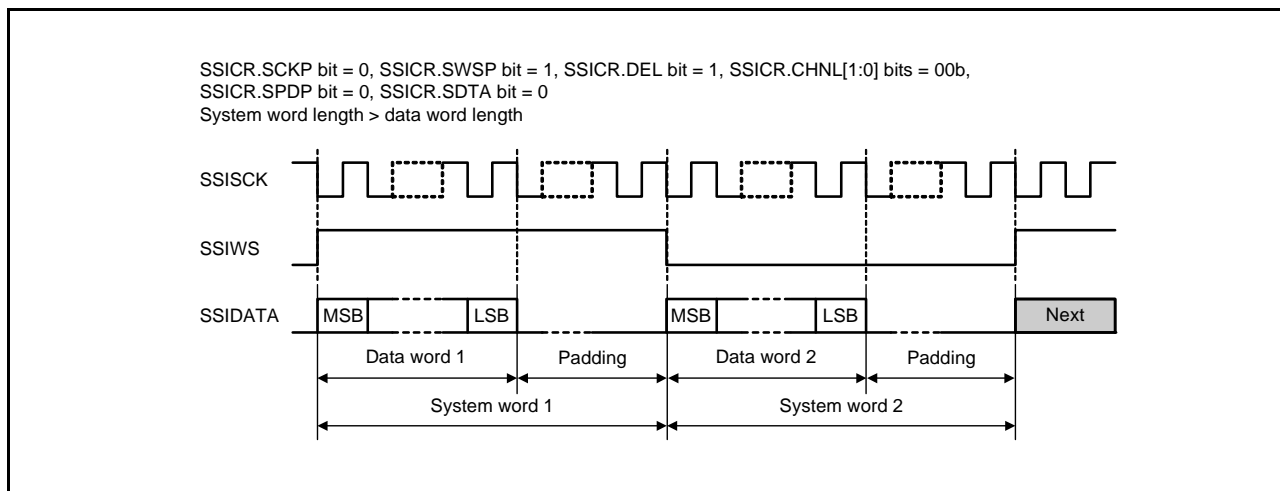 SSICR.SCKP bit = 0, SSICR.SWSP bit = 1, SSICR.DEL bit = 1, SSICR.CHNL[1:0] bits = 00b,
SSICR.SPDP bit = 0, SSICR.SDTA bit = 0
System word length > data word length
SSISCK
SSIWS
SSIDATA MSB LSB MSB LSB Next
Data word 1 Padding Data word 2 Padding
System word 1 System word 2